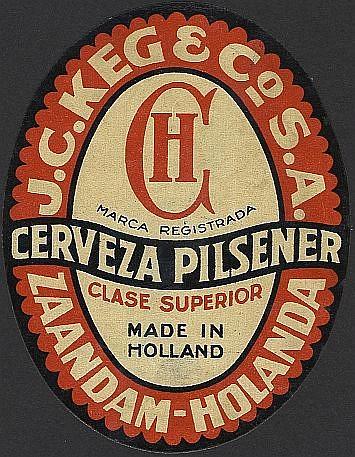 J.C.KEG & Co S.A.
CH
MARCA REGISTRADA
CERVEZA PILSENER
CLASE SUPERIOR
MADE IN
HOLLAND
ZAANDAM-HOLANDA